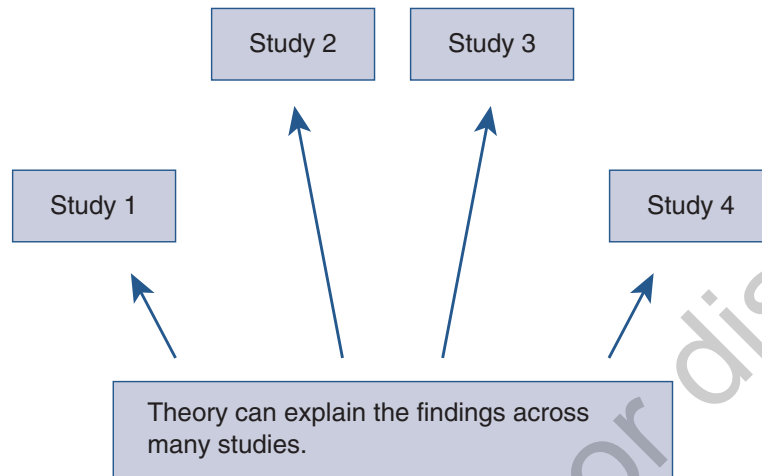 Study 2
Study 3
Study 1
Study 4
Theory can explain the findings across
many studies.